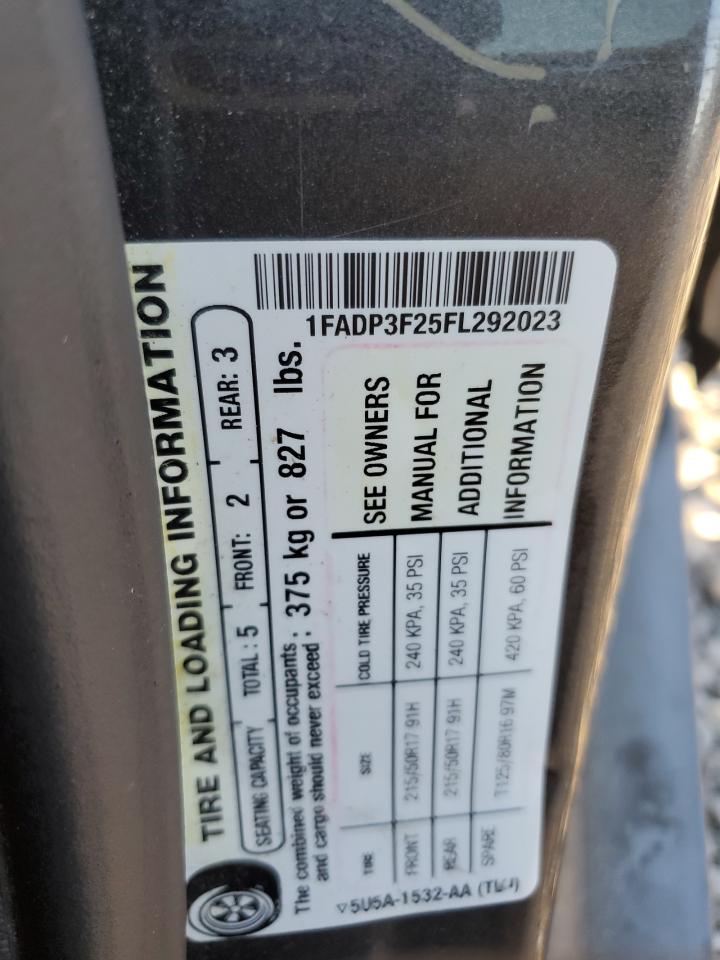 1FADP3F25FL292023
TIRE AND LOADING INFORMATION
SEATING CAPACITY TOTAL: 5 FRONT: 2 REAR: 3
The combined weight of occupants and cargo should never exceed: 375 kg or 827 lbs.
TIRE SIZE COLD TIRE PRESSURE
FRONT 215/50R17 91H 240 KPA, 35 PSI
REAR 215/50R17 91H 240 KPA, 35 PSI
SPARE T125/80R16 97M 420 KPA, 60 PSI
SEE OWNERS
MANUAL FOR
ADDITIONAL
INFORMATION
5U5A-1532-AA